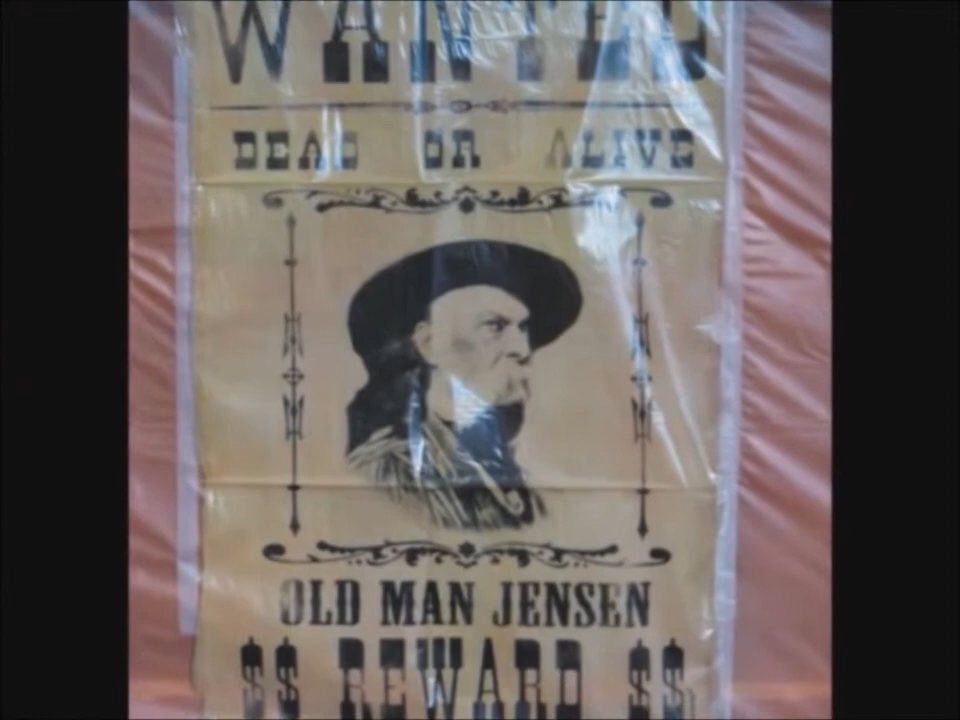 WANTED
DEAD OR ALIVE
OLD MAN JENSEN
$$ REWARD $$